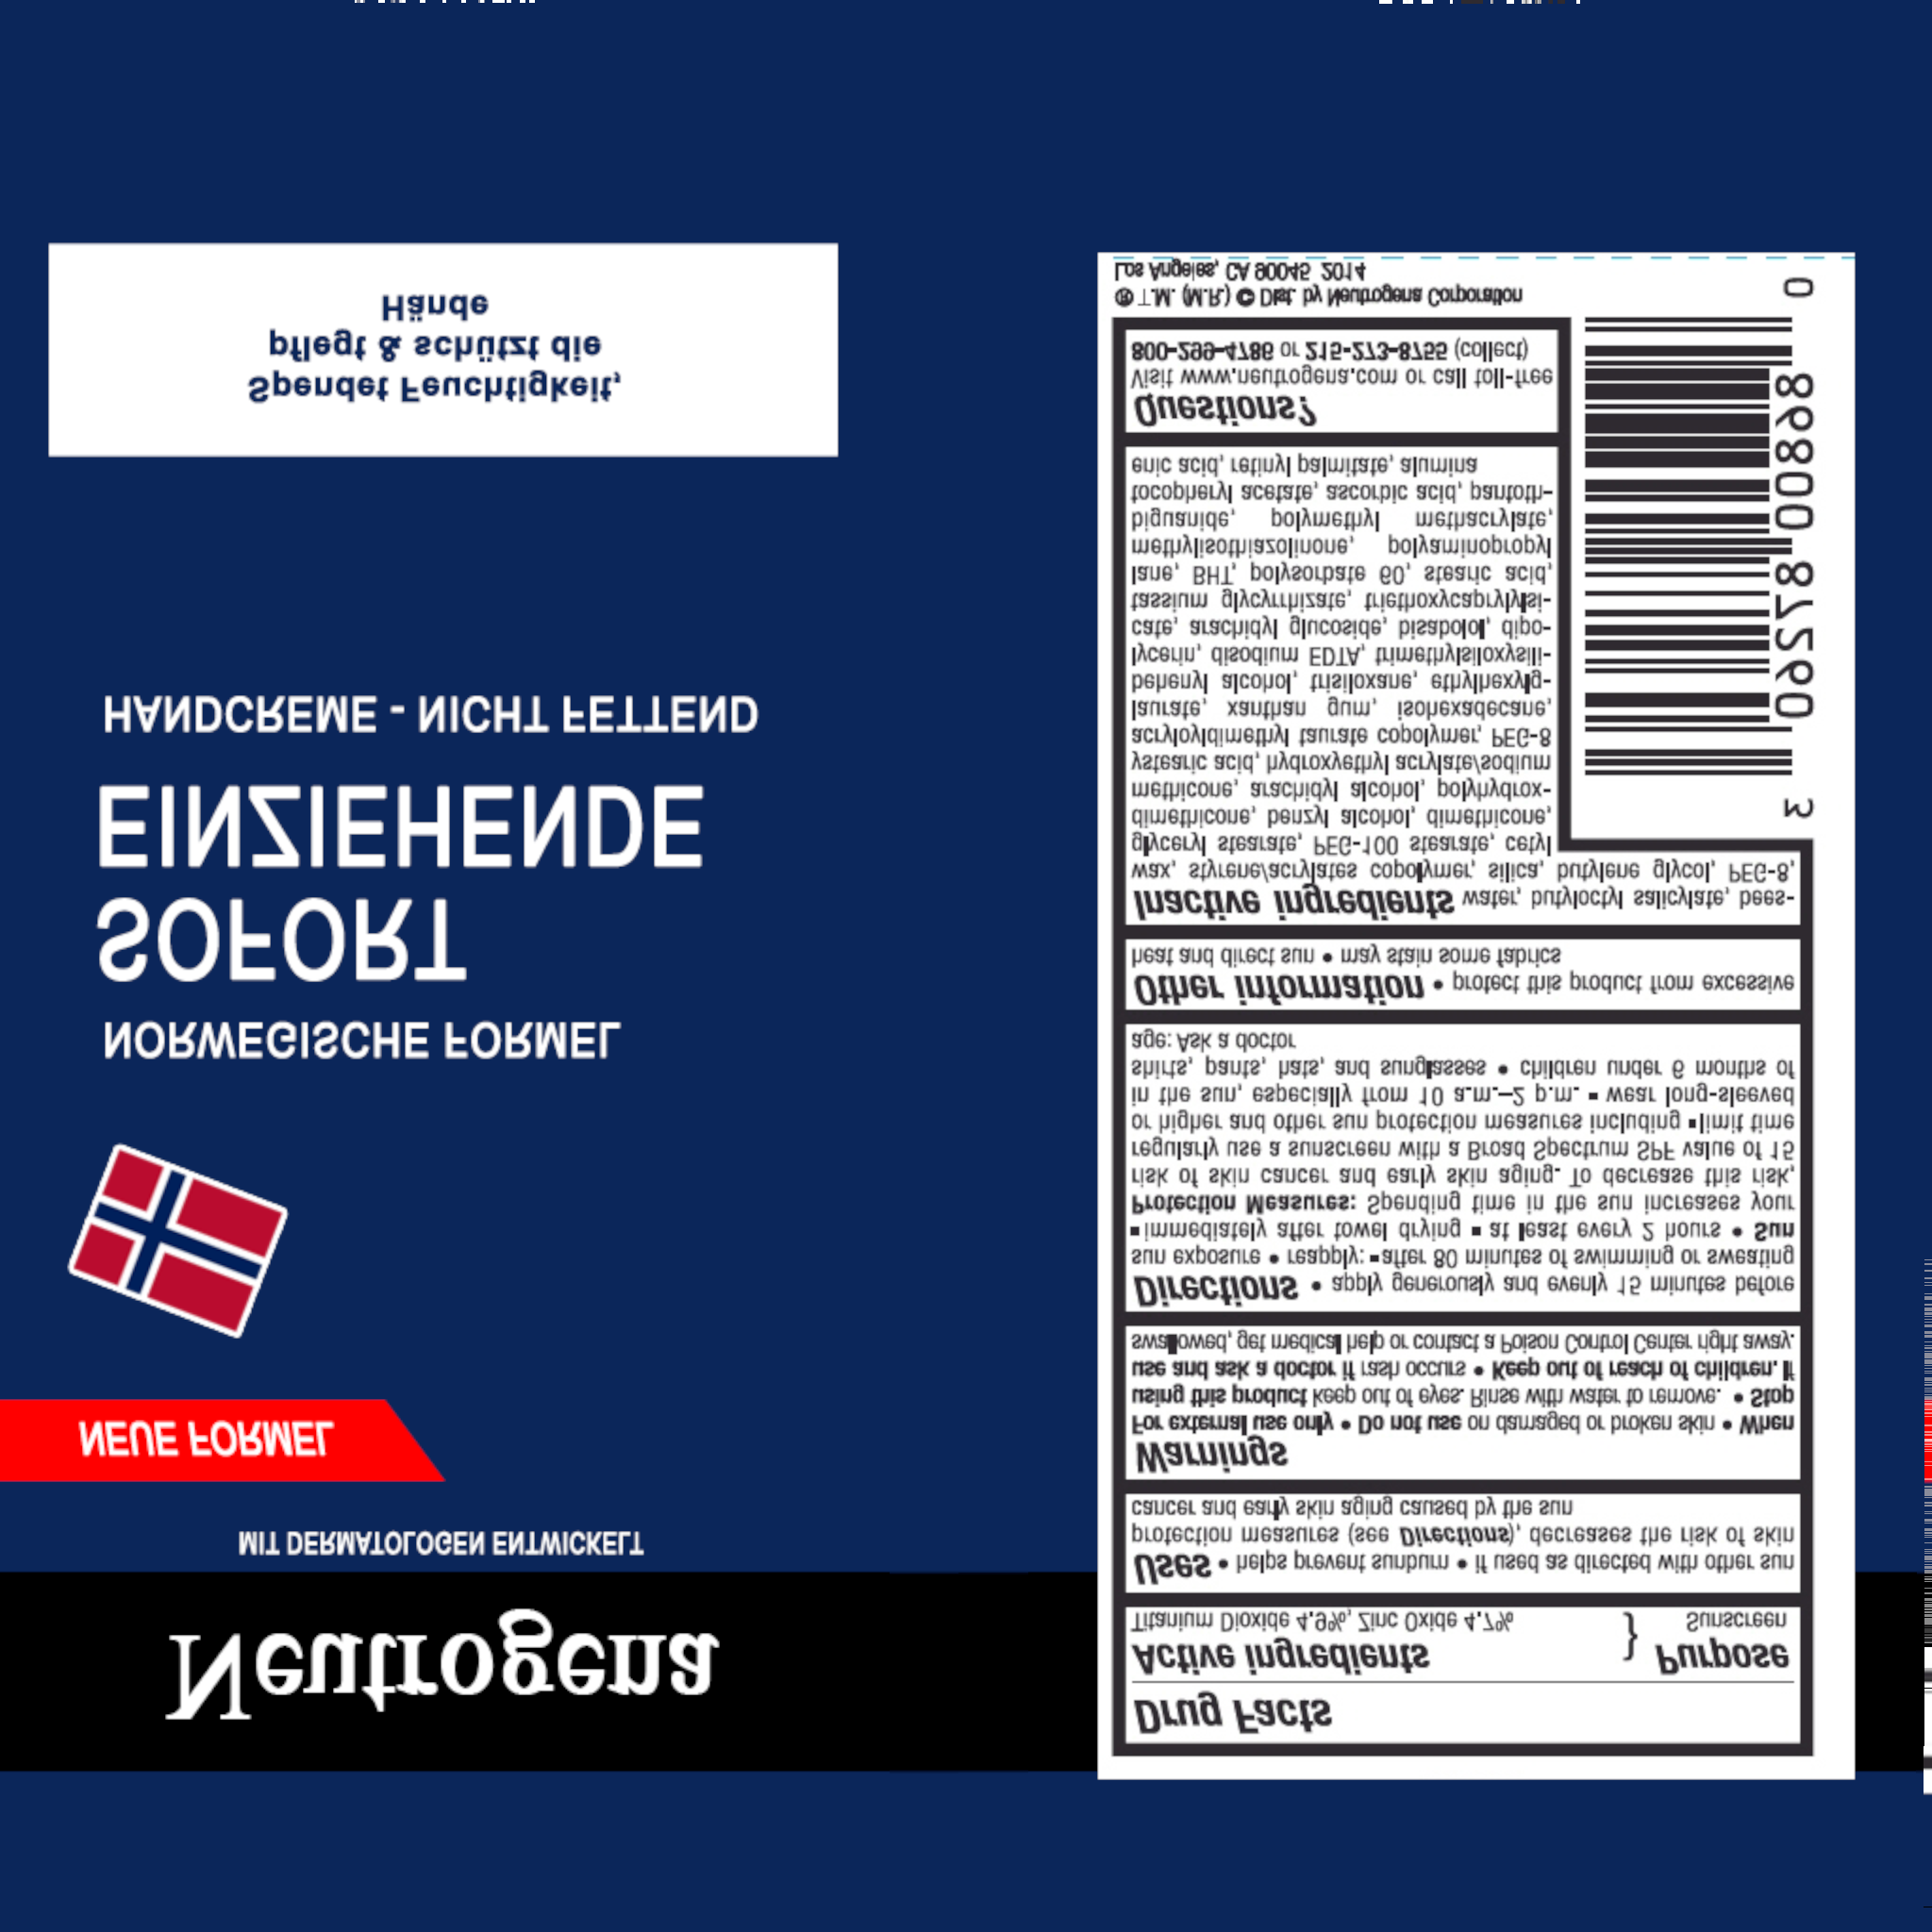 Neutrogena
MIT DERMATOLOGEN ENTWICKELT
NEUE FORMEL
NORWEGISCHE FORMEL
SOFORT
EINZIEHENDE
HANDCREME - NICHT FETTEND
Spendet Feuchtigkeit,
pflegt & schützt die
Hände
Drug Facts
Active ingredients } Purpose
Titanium Dioxide 4.9%, Zinc Oxide 4.7% Sunscreen
Uses • helps prevent sunburn • if used as directed with other sun
protection measures (see Directions), decreases the risk of skin
cancer and early skin aging caused by the sun
Warnings
For external use only • Do not use on damaged or broken skin • When
using this product keep out of eyes. Rinse with water to remove. • Stop
use and ask a doctor if rash occurs • Keep out of reach of children. If
swallowed, get medical help or contact a Poison Control Center right away.
Directions • apply generously and evenly 15 minutes before
sun exposure • reapply: ▪after 80 minutes of swimming or sweating
▪immediately after towel drying ▪ at least every 2 hours • Sun
Protection Measures: Spending time in the sun increases your
risk of skin cancer and early skin aging. To decrease this risk,
regularly use a sunscreen with a Broad Spectrum SPF value of 15
or higher and other sun protection measures including ▪limit time
in the sun, especially from 10 a.m.–2 p.m. ▪ wear long-sleeved
shirts, pants, hats, and sunglasses • children under 6 months of
age: Ask a doctor
Other information • protect this product from excessive
heat and direct sun • may stain some fabrics
Inactive ingredients water, butyloctyl salicylate, bees-
wax, styrene/acrylates copolymer, silica, butylene glycol, PEG-8,
glyceryl stearate, PEG-100 stearate, cetyl
dimethicone, benzyl alcohol, dimethicone,
methicone, arachidyl alcohol, polyhydrox-
ystearic acid, hydroxyethyl acrylate/sodium
acryloyldimethyl taurate copolymer, PEG-8
laurate, xanthan gum, isohexadecane,
behenyl alcohol, trisiloxane, ethylhexylg-
lycerin, disodium EDTA, trimethylsiloxysili-
cate, arachidyl glucoside, bisabolol, dipo-
tassium glycyrrhizate, triethoxycaprylylsi-
lane, BHT, polysorbate 60, stearic acid,
methylisothiazolinone, polyaminopropyl
biguanide, polymethyl methacrylate,
tocopheryl acetate, ascorbic acid, pantoth-
enic acid, retinyl palmitate, alumina
Questions?
Visit www.neutrogena.com or call toll-free
800-299-4786 or 215-273-8755 (collect)
® T.M. (M.R.) © Dist. by Neutrogena Corporation
Los Angeles, CA 90045 2014
0 86800 87290 3